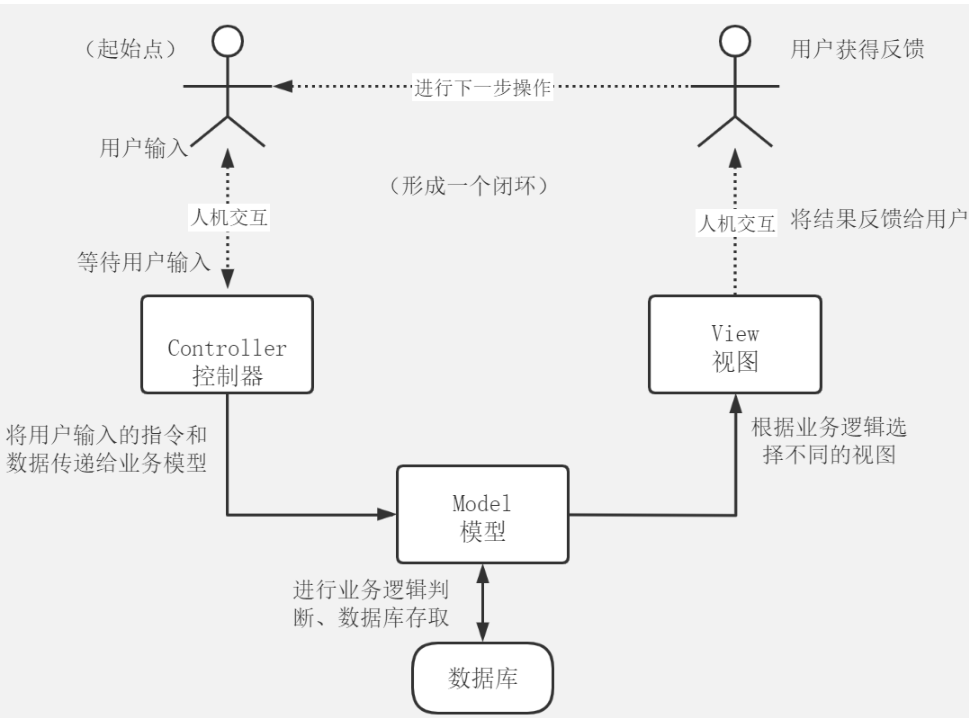 （起始点）
用户获得反馈
进行下一步操作
用户输入
（形成一个闭环）
人机交互
人机交互
将结果反馈给用户
等待用户输入
Controller
控制器
View
视图
将用户输入的指令和
数据传递给业务模型
根据业务逻辑选
择不同的视图
Model
模型
进行业务逻辑判
断、数据库存取
数据库